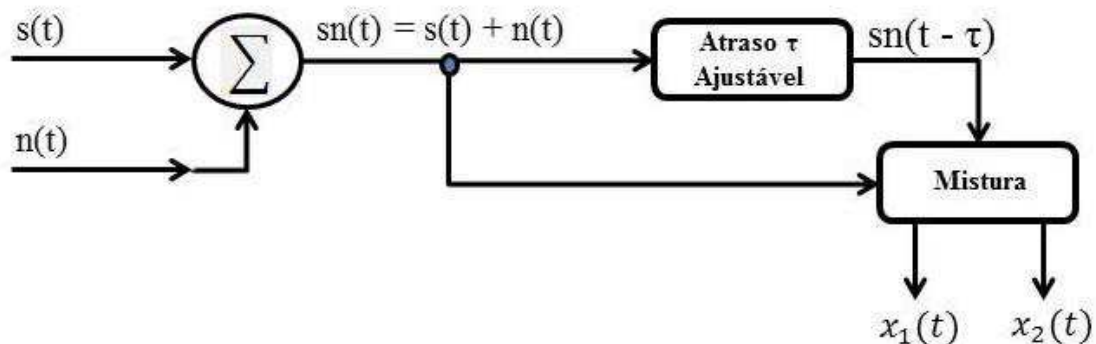 s(t)
∑
sn(t) = s(t) + n(t)
Atraso τ
Ajustável
sn(t - τ)
n(t)
Mistura
x₁(t)
x₂(t)